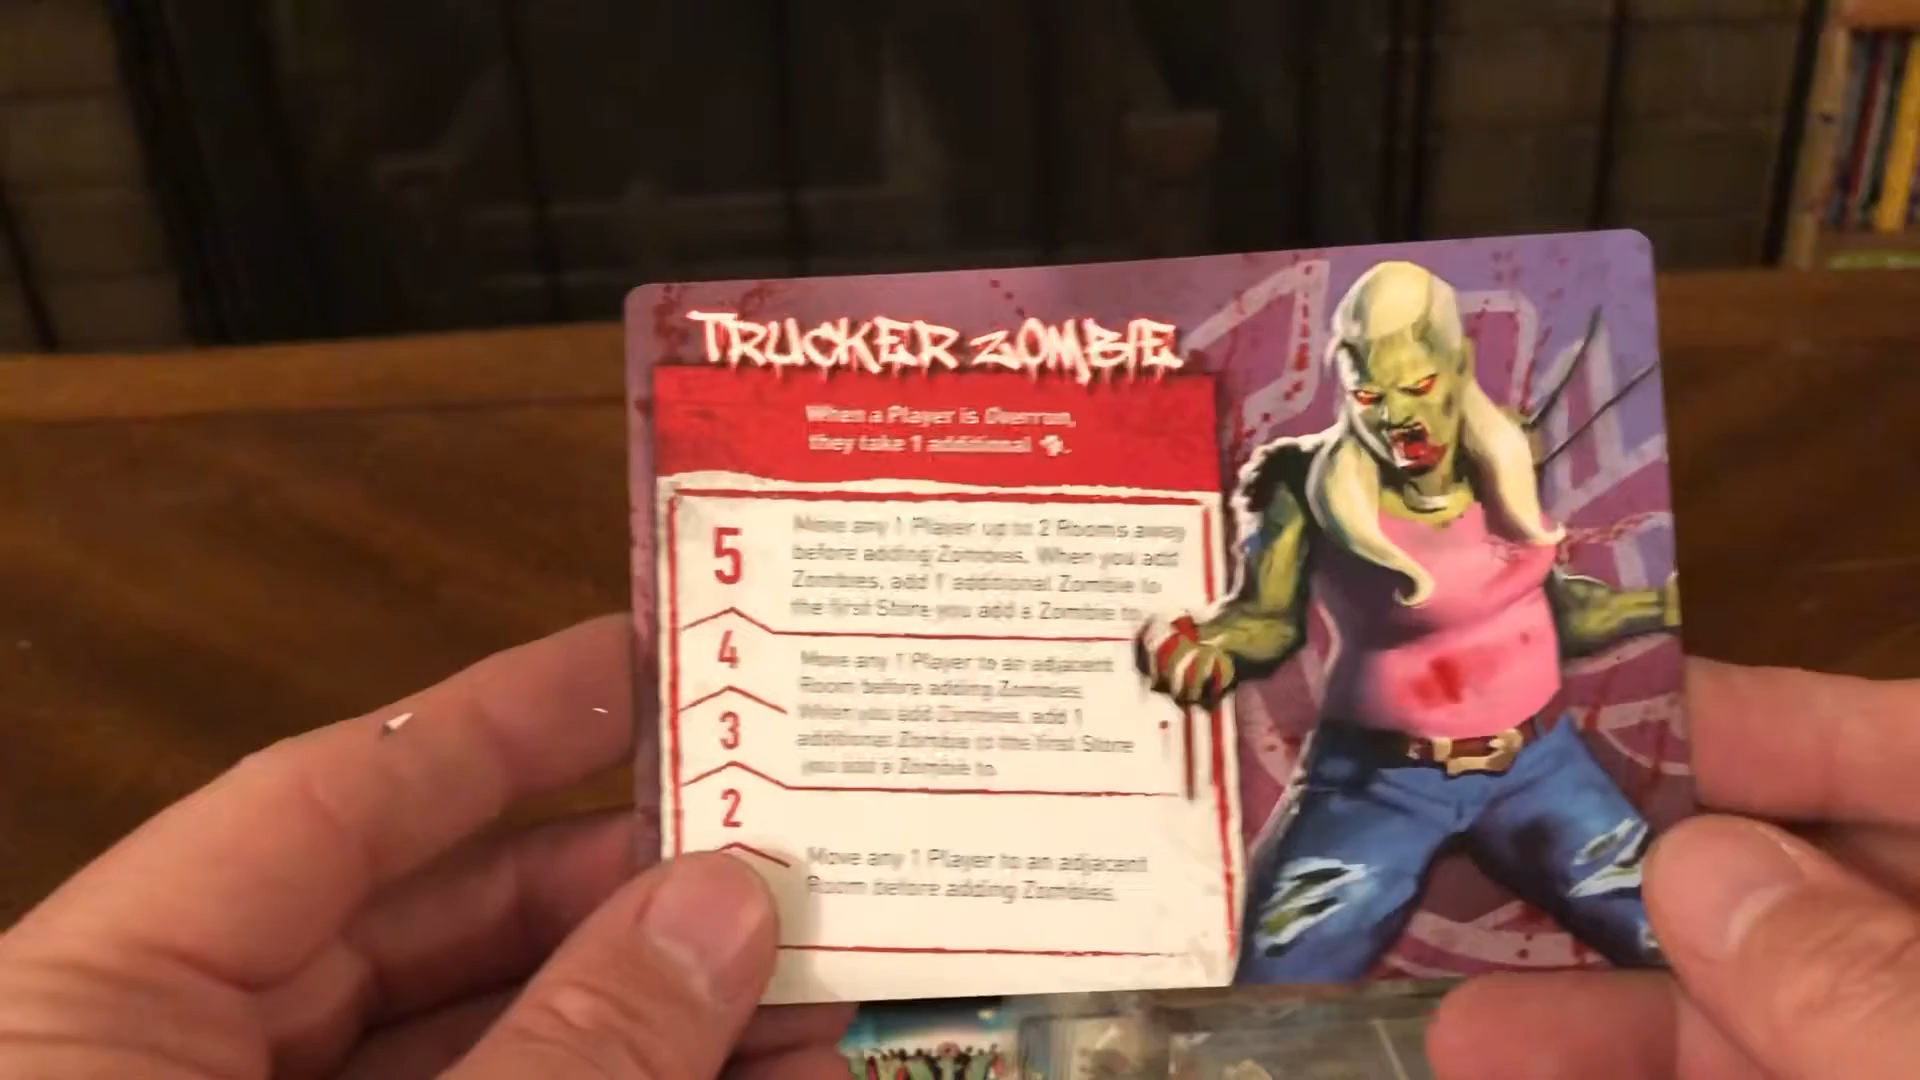 TRUCKER ZOMBIE
When a Player is Overrun,
they take 1 additional
5
Move any 1 Player up to 2 Rooms away
before adding Zombies. When you add
Zombies, add 1 additional Zombie to
the first Store you add a Zombie to.
4
Move any 1 Player to an adjacent
Room before adding Zombies.
When you add Zombies, add 1
3
additional Zombie to the first Store
you add a Zombie to.
2
Move any 1 Player to an adjacent
Room before adding Zombies.